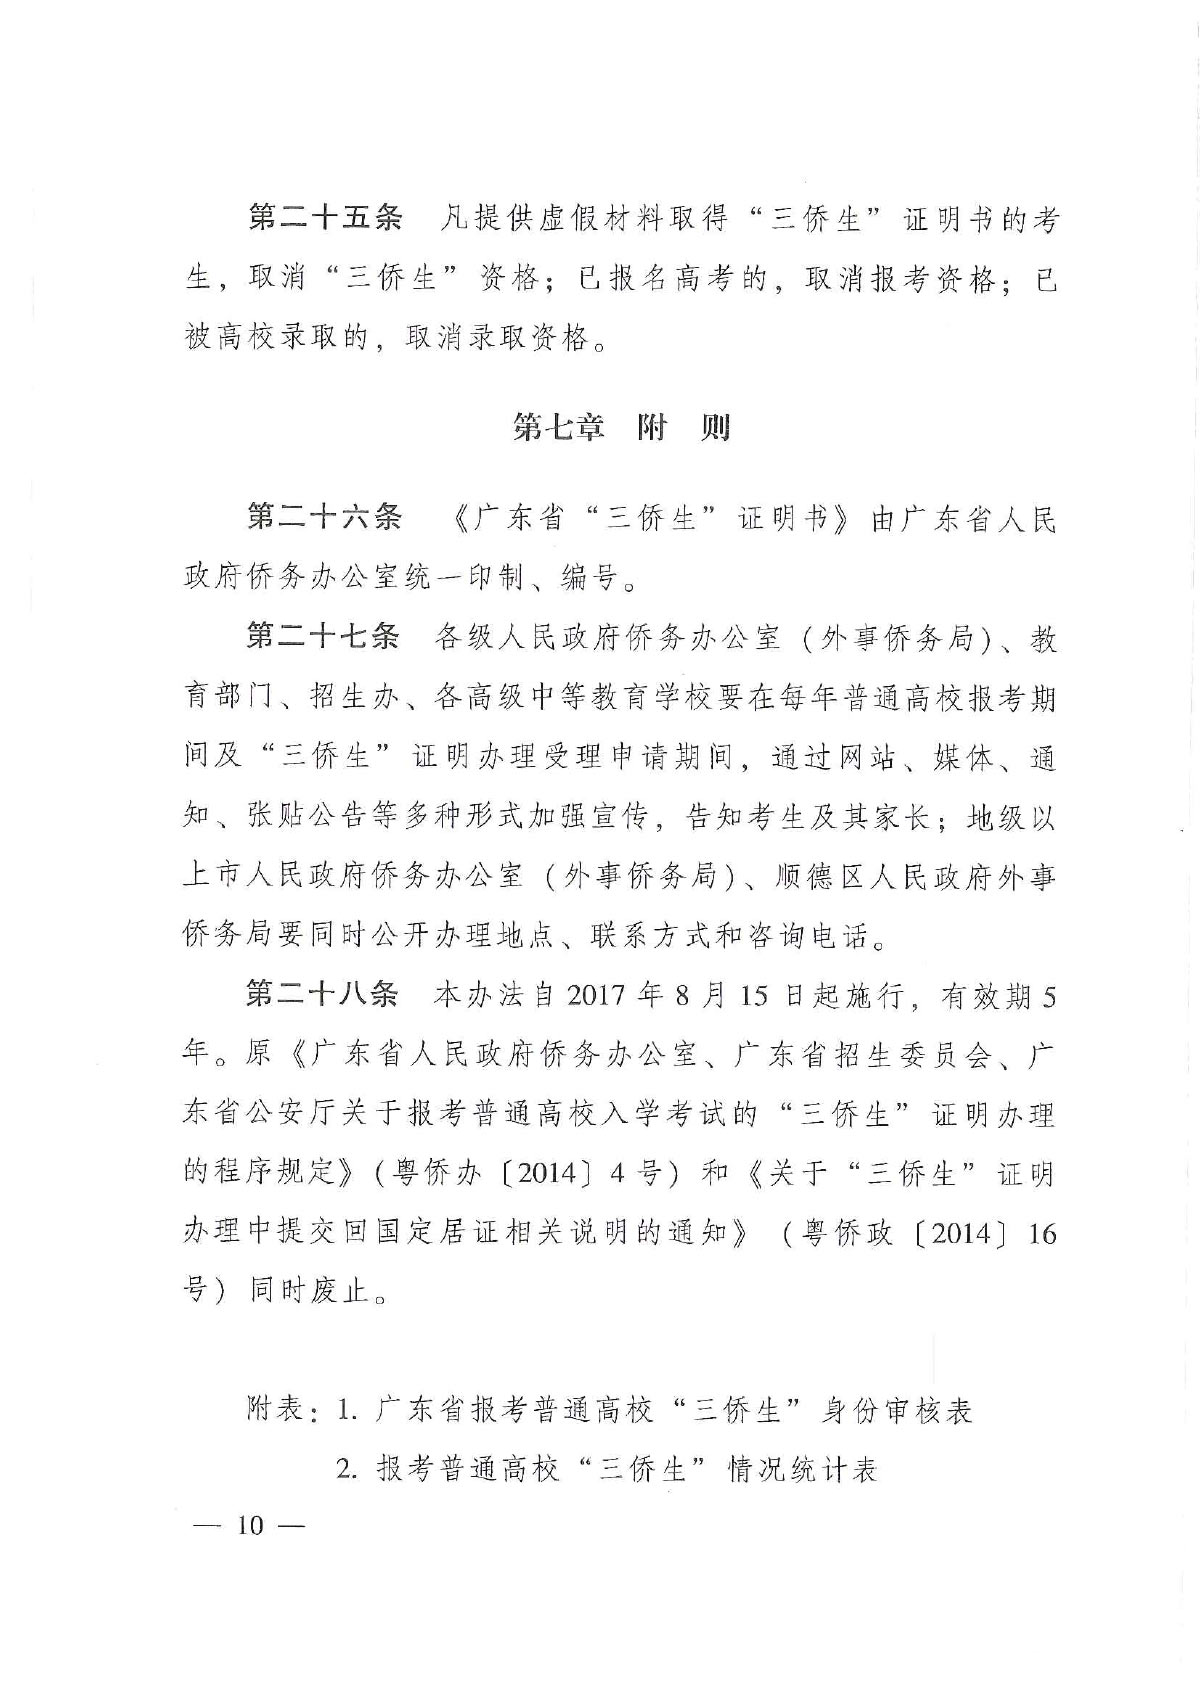 第二十五条　凡提供虚假材料取得“三侨生”证明书的考
生，取消“三侨生”资格；已报名高考的，取消报考资格；已
被高校录取的，取消录取资格。
第七章　附　则
第二十六条　《广东省“三侨生”证明书》由广东省人民
政府侨务办公室统一印制、编号。
第二十七条　各级人民政府侨务办公室（外事侨务局）、教
育部门、招生办、各高级中等教育学校要在每年普通高校报考期
间及“三侨生”证明办理受理申请期间，通过网站、媒体、通
知、张贴公告等多种形式加强宣传，告知考生及其家长；地级以
上市人民政府侨务办公室（外事侨务局）、顺德区人民政府外事
侨务局要同时公开办理地点、联系方式和咨询电话。
第二十八条　本办法自2017年8月15日起施行，有效期5
年。原《广东省人民政府侨务办公室、广东省招生委员会、广
东省公安厅关于报考普通高校入学考试的“三侨生”证明办理
的程序规定》（粤侨办〔2014〕4号）和《关于“三侨生”证明
办理中提交回国定居证相关说明的通知》（粤侨政〔2014〕16
号）同时废止。
附表：1. 广东省报考普通高校“三侨生”身份审核表
2. 报考普通高校“三侨生”情况统计表
— 10 —